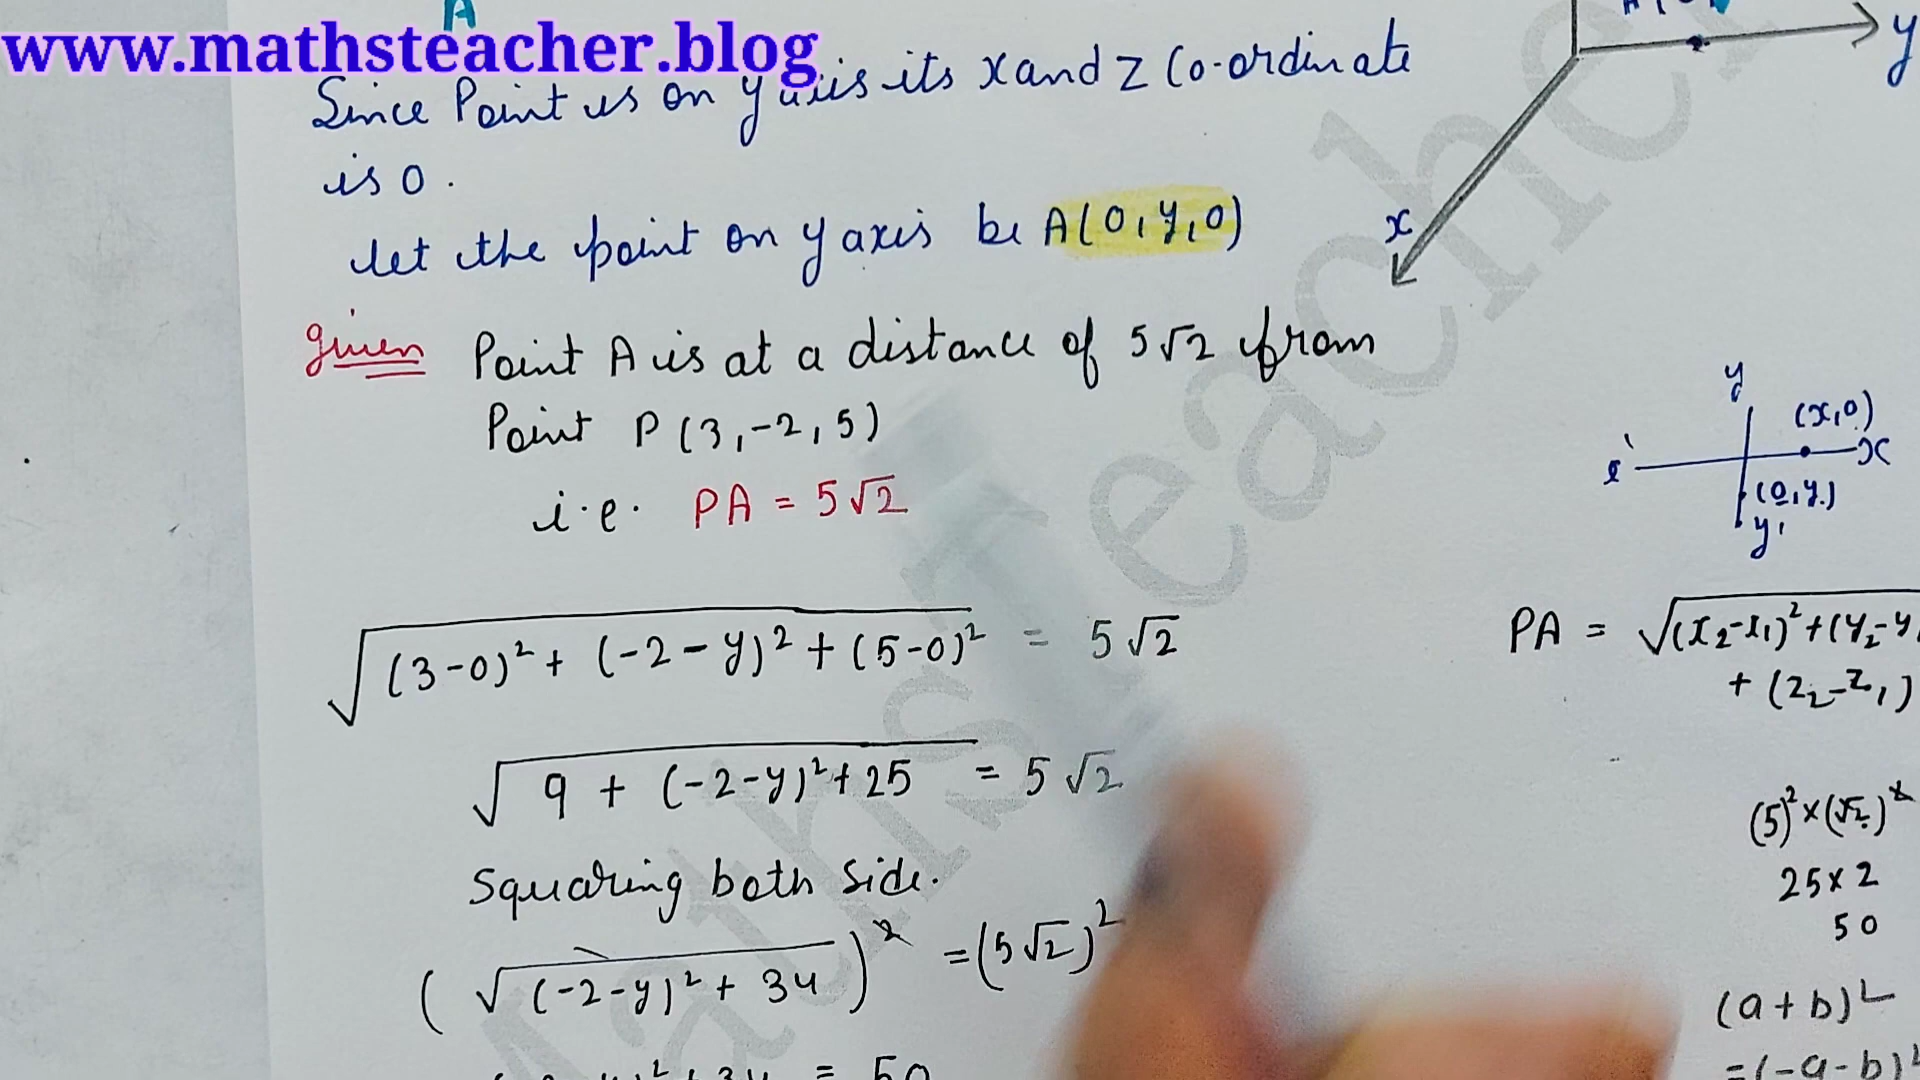 A
www.mathsteacher.blog
Since Point is on y axis its x and z Co-ordinate
is 0.
let the point on y axis be A(0,y,0)
given Point A is at a distance of 5√2 from
Point P(3,-2,5)
i.e. PA = 5√2
√(3-0)²+(-2-y)²+(5-0)² = 5√2
√9+(-2-y)²+25 = 5√2
Squaring both side.
(√(-2-y)²+34)² = (5√2)²
= 50
y
x
y
(x,0)
x
(0,y)
y'
PA = √(x₂-x₁)²+(y₂-y
+(z₂-z₁)
(5)²×(√2)²
25×2
50
(a+b)²
=(-a-b)²
Maths teacher